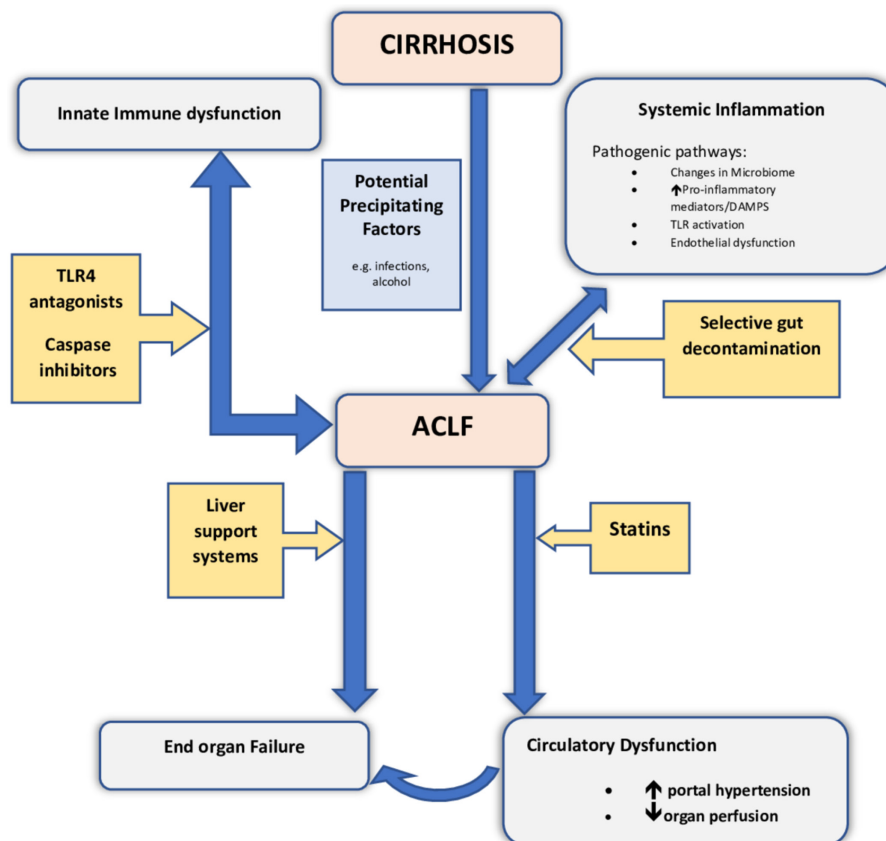 CIRRHOSIS
Innate Immune dysfunction
Systemic Inflammation
Pathogenic pathways:
• Changes in Microbiome
• ↑Pro-inflammatory
mediators/DAMPS
• TLR activation
• Endothelial dysfunction
Potential
Precipitating
Factors
e.g. infections,
alcohol
TLR4
antagonists
Caspase
inhibitors
Selective gut
decontamination
ACLF
Liver
support
systems
Statins
End organ Failure
Circulatory Dysfunction
• ↑ portal hypertension
• ↓organ perfusion